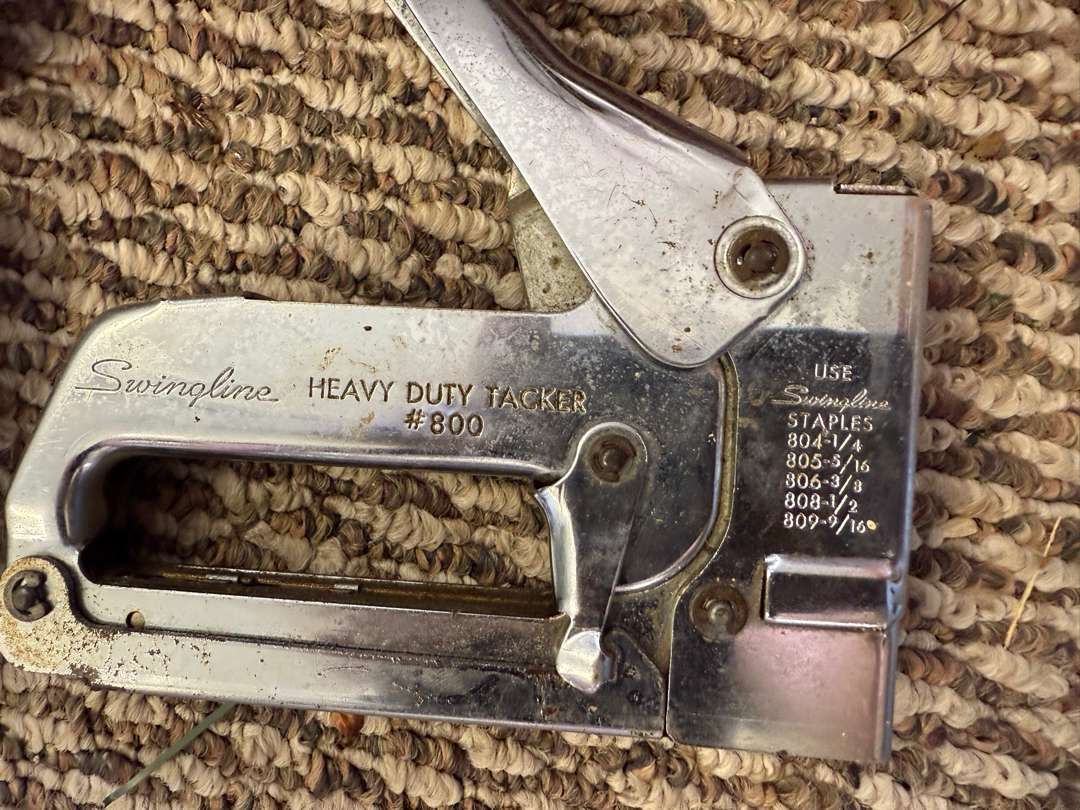 Swingline HEAVY DUTY TACKER
#800
USE
Swingline
STAPLES
804-1/4
805-5/16
806-3/8
808-1/2
809-9/16